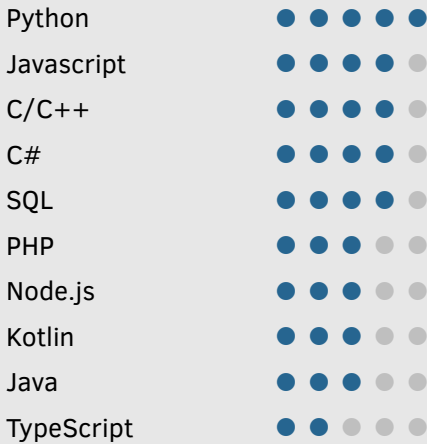 Python
Javascript
C/C++
C#
SQL
PHP
Node.js
Kotlin
Java
TypeScript